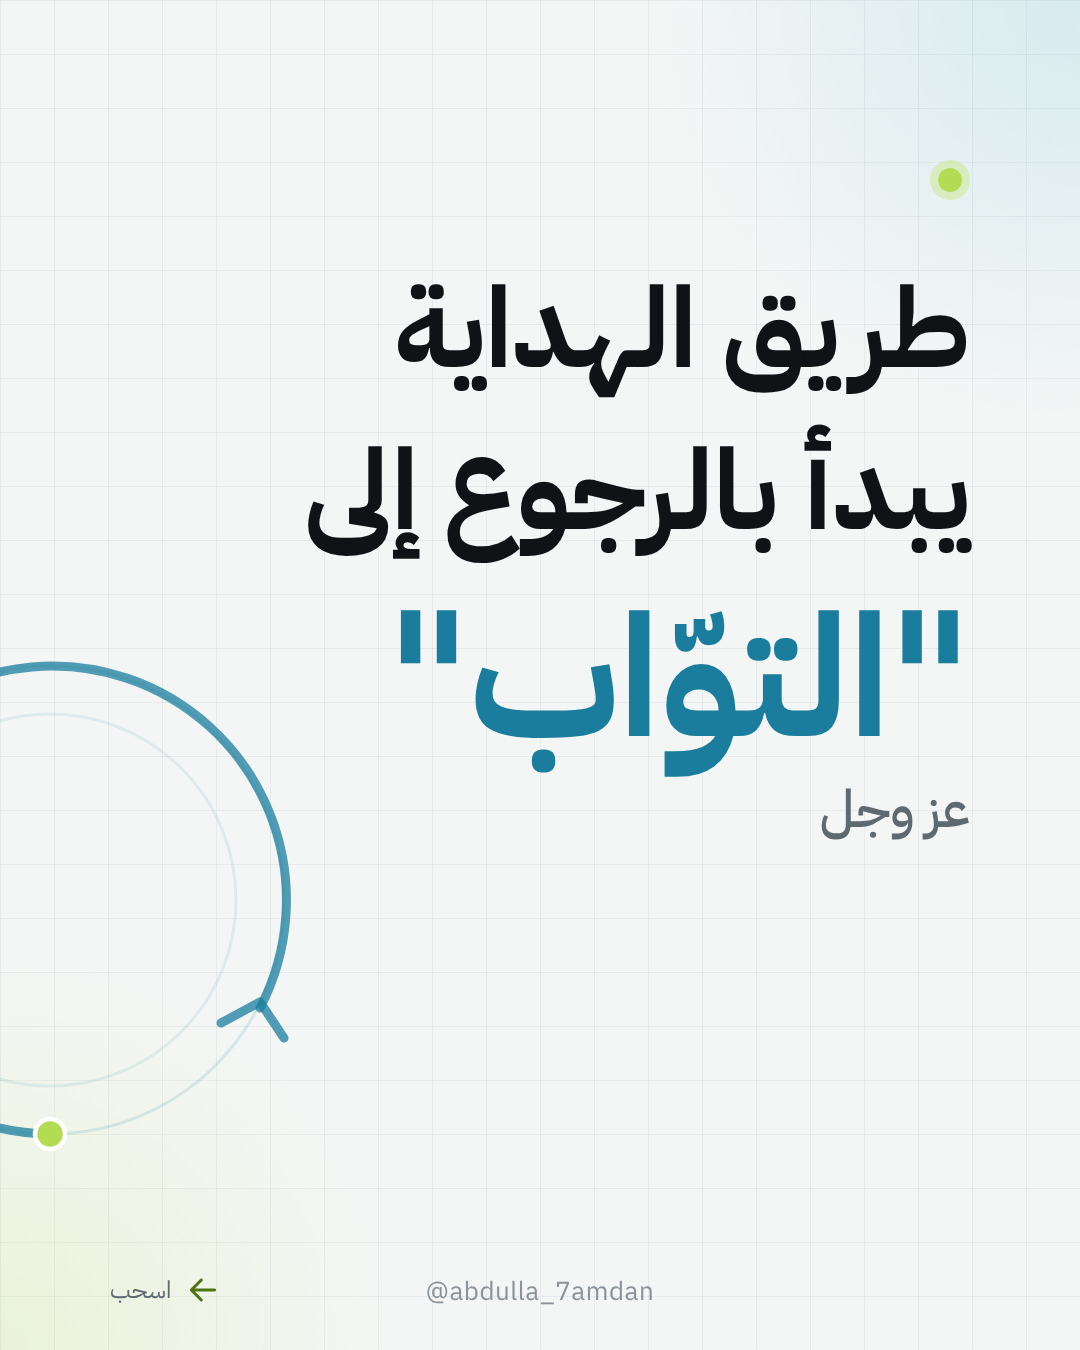 طريق الهداية
يبدأ بالرجوع إلى
"التوّاب"
عز وجل
اسحب
@abdulla_7amdan